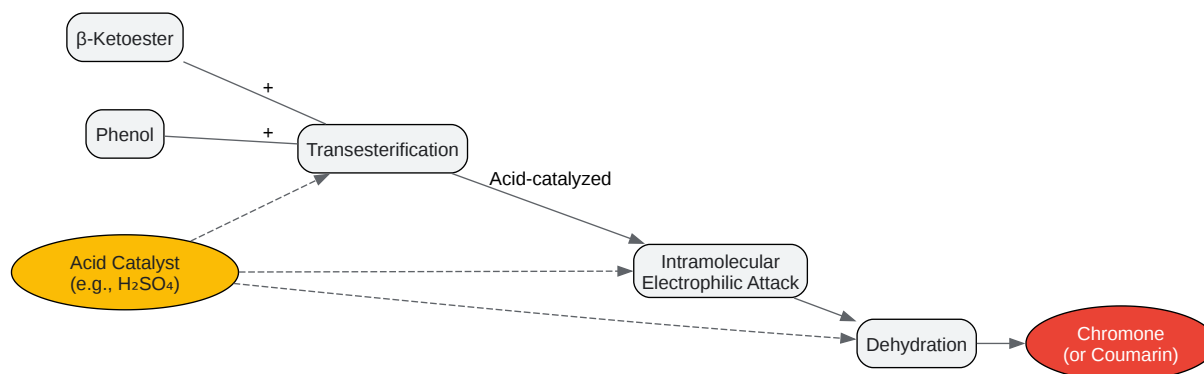 β-Ketoester
+
Phenol
+
Transesterification
Acid-catalyzed
Acid Catalyst
(e.g., H₂SO₄)
Intramolecular
Electrophilic Attack
Dehydration
Chromone
(or Coumarin)